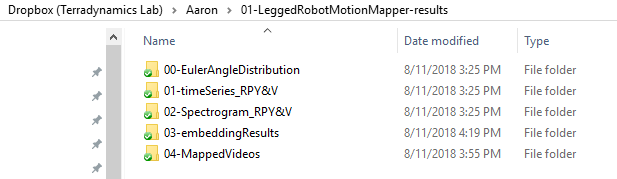 Dropbox (Terradynamics Lab) > Aaron > 01-LeggedRobotMotionMapper-results
Name Date modified Type
00-EulerAngleDistribution 8/11/2018 3:25 PM File folder
01-timeSeries_RPY&V 8/11/2018 3:25 PM File folder
02-Spectrogram_RPY&V 8/11/2018 3:25 PM File folder
03-embeddingResults 8/11/2018 4:19 PM File folder
04-MappedVideos 8/11/2018 3:55 PM File folder